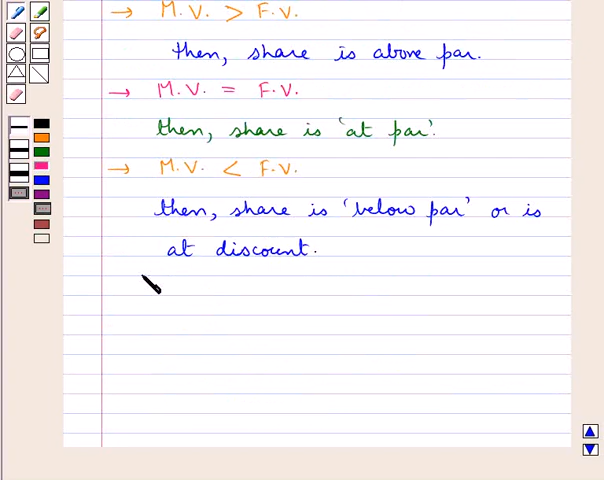 → M.V. > F.V.
then, share is above par.
→ M.V. = F.V.
then, share is 'at par'.
→ M.V. < F.V.
then, share is 'below par' or is
at discount.